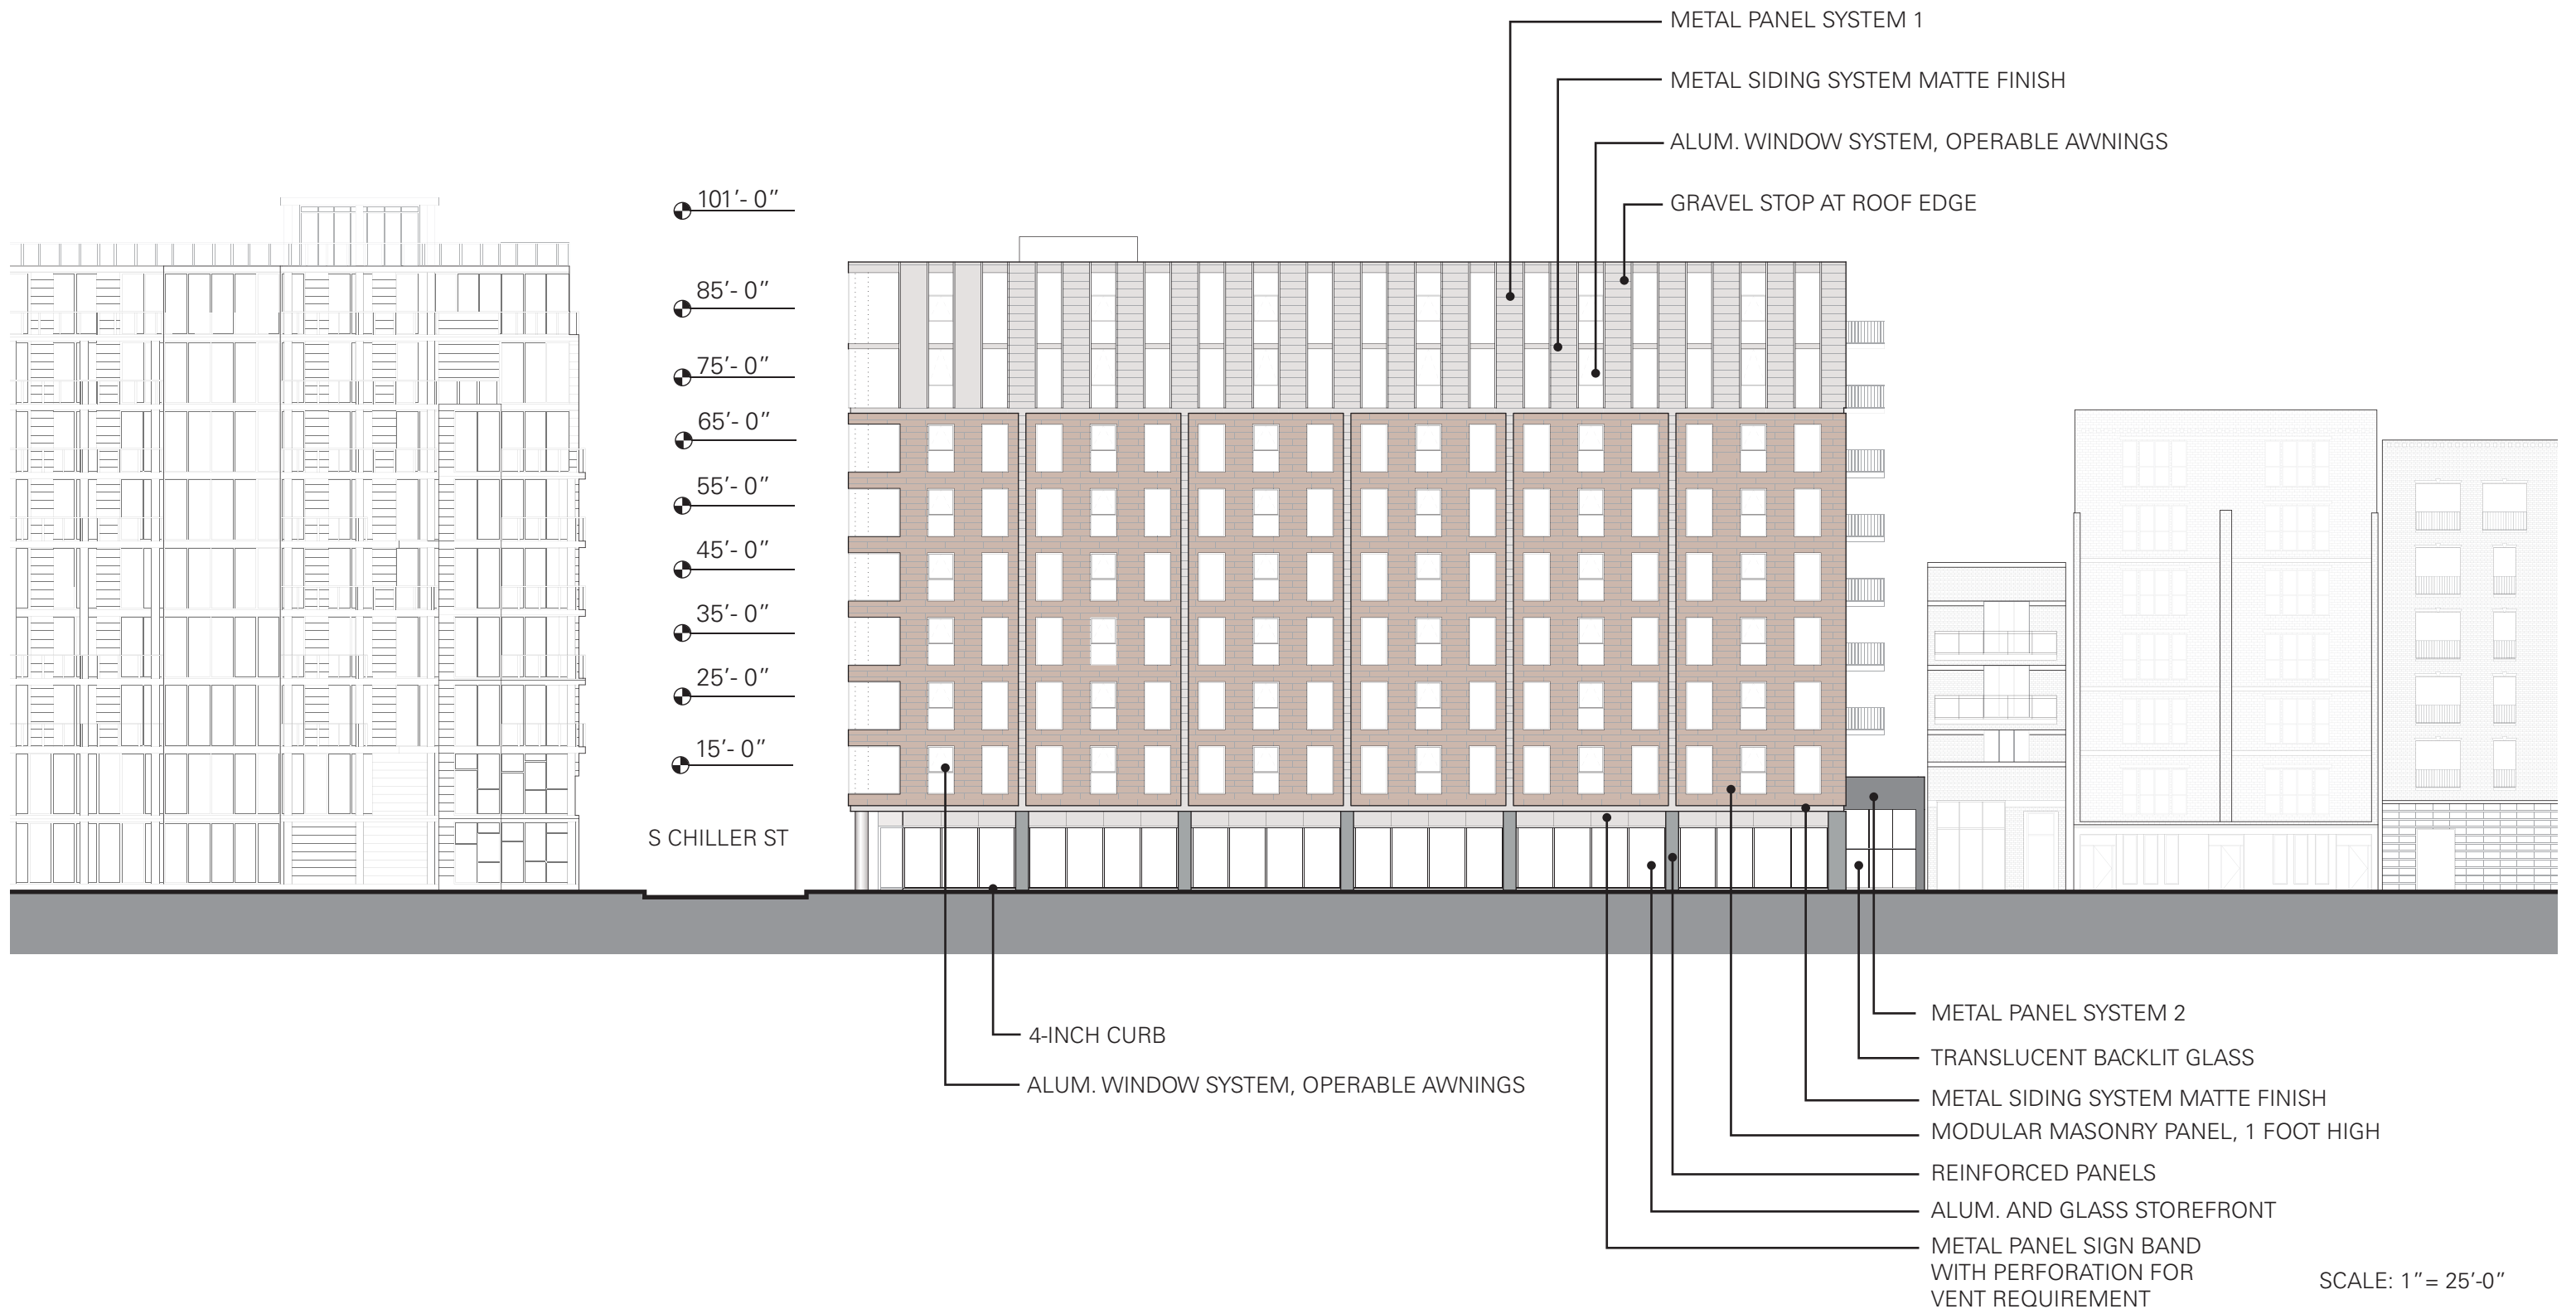 METAL PANEL SYSTEM 1
METAL SIDING SYSTEM MATTE FINISH
ALUM. WINDOW SYSTEM, OPERABLE AWNINGS
GRAVEL STOP AT ROOF EDGE
101’- 0”
85’- 0”
75’- 0”
65’- 0”
55’- 0”
45’- 0”
35’- 0”
25’- 0”
15’- 0”
S CHILLER ST
4-INCH CURB
ALUM. WINDOW SYSTEM, OPERABLE AWNINGS
METAL PANEL SYSTEM 2
TRANSLUCENT BACKLIT GLASS
METAL SIDING SYSTEM MATTE FINISH
MODULAR MASONRY PANEL, 1 FOOT HIGH
REINFORCED PANELS
ALUM. AND GLASS STOREFRONT
METAL PANEL SIGN BAND
WITH PERFORATION FOR
VENT REQUIREMENT
SCALE: 1”= 25’-0”